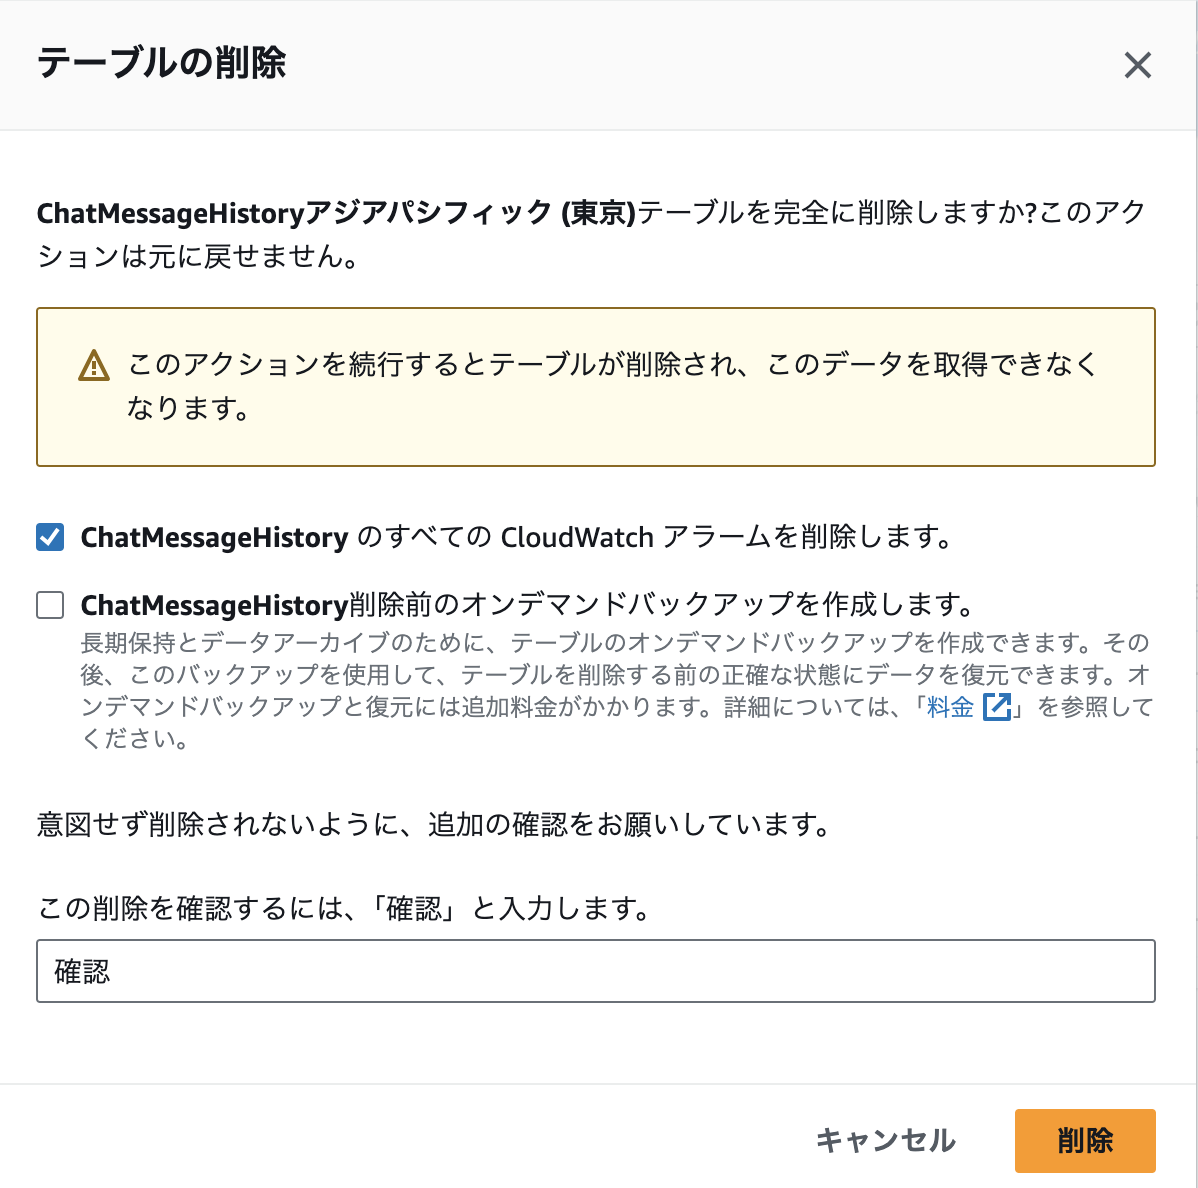 テーブルの削除
ChatMessageHistoryアジアパシフィック (東京)テーブルを完全に削除しますか?このアク
ションは元に戻せません。
このアクションを続行するとテーブルが削除され、このデータを取得できなく
なります。
ChatMessageHistory のすべての CloudWatch アラームを削除します。
ChatMessageHistory削除前のオンデマンドバックアップを作成します。
長期保持とデータアーカイブのために、テーブルのオンデマンドバックアップを作成できます。その
後、このバックアップを使用して、テーブルを削除する前の正確な状態にデータを復元できます。オ
ンデマンドバックアップと復元には追加料金がかかります。詳細については、「料金」を参照して
ください。
意図せず削除されないように、追加の確認をお願いしています。
この削除を確認するには、「確認」と入力します。
確認
キャンセル 削除